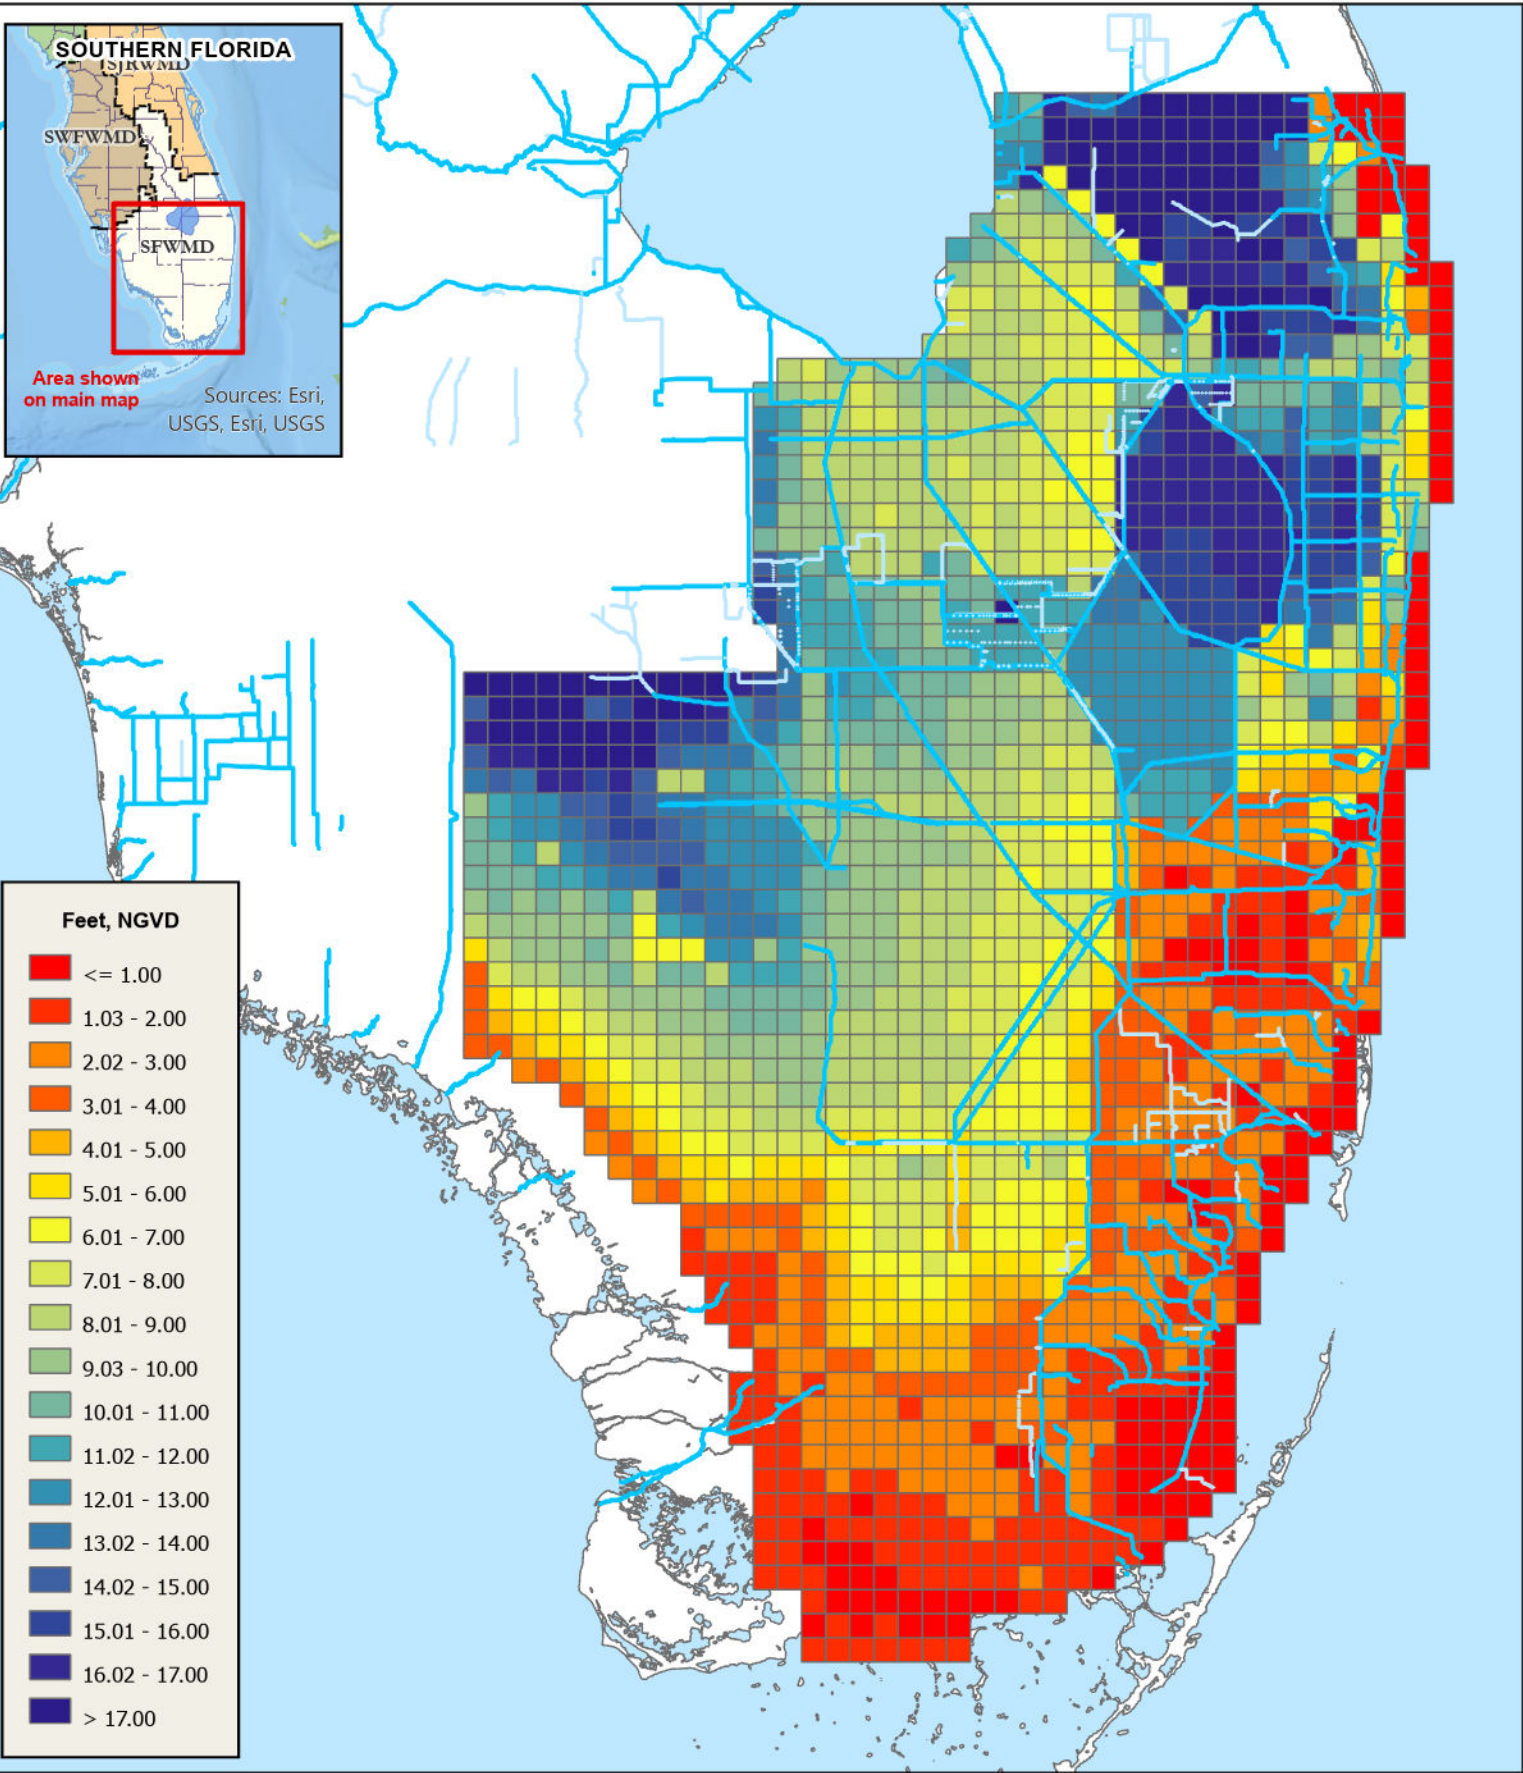 SOUTHERN FLORIDA
SJRWMD
SWFWMD
SFWMD
Area shown
on main map
Sources: Esri,
USGS, Esri, USGS
Feet, NGVD
<= 1.00
1.03 - 2.00
2.02 - 3.00
3.01 - 4.00
4.01 - 5.00
5.01 - 6.00
6.01 - 7.00
7.01 - 8.00
8.01 - 9.00
9.03 - 10.00
10.01 - 11.00
11.02 - 12.00
12.01 - 13.00
13.02 - 14.00
14.02 - 15.00
15.01 - 16.00
16.02 - 17.00
> 17.00